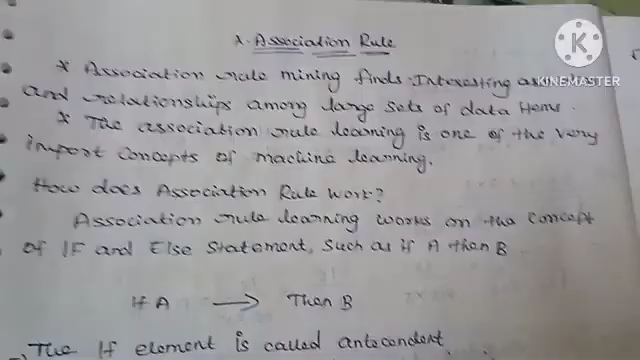 * Association Rule
* Association rule mining finds Interesting
KINEMASTER
and relationships among large sets of data Items.
* The association rule learning is one of the very
import concepts of machine learning.
How does Association Rule work?
Association rule learning works on the concept
of If and Else Statement, Such as if A then B
If A → Then B
The If element is called antecendent